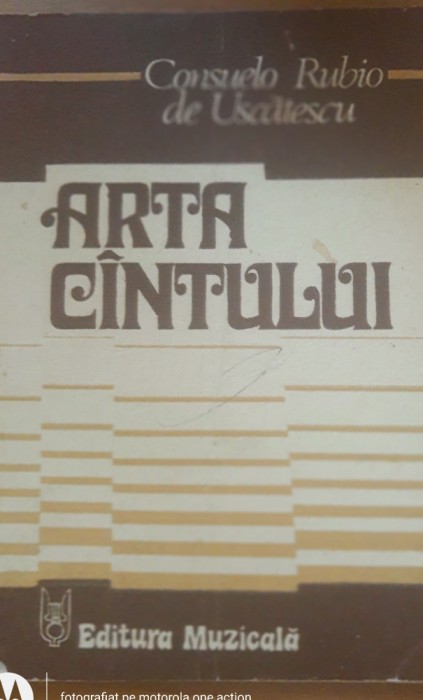 Consuelo Rubio
de Uscătescu
ARTA
CÎNTULUI
Editura Muzicală
fotografiat pe motorola one action